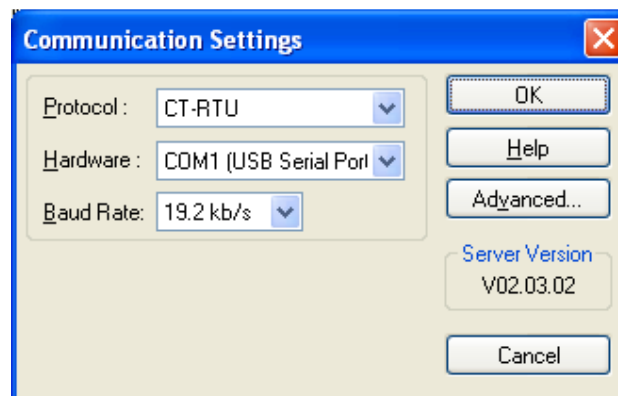 Communication Settings
Protocol : CT-RTU
Hardware : COM1 (USB Serial Port
Baud Rate: 19.2 kb/s
OK
Help
Advanced...
Server Version
V02.03.02
Cancel